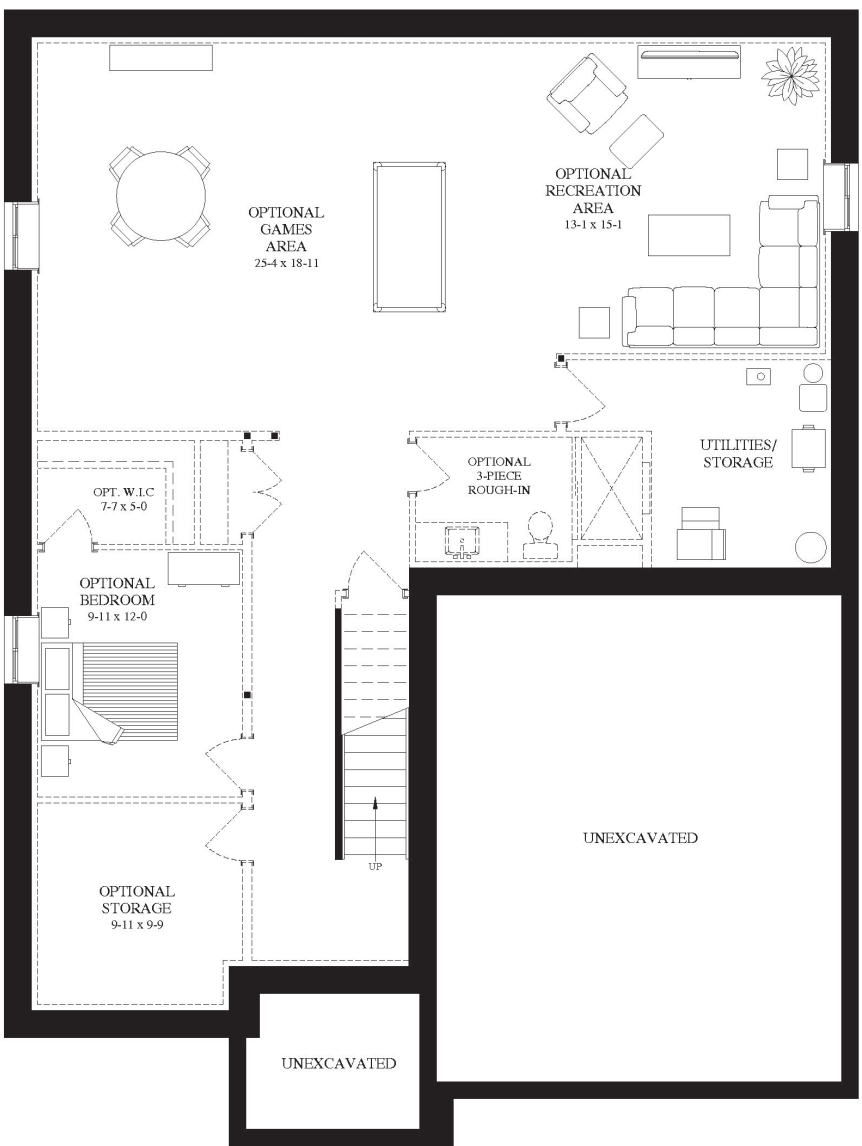 OPTIONAL
GAMES
AREA
25-4 x 18-11
OPTIONAL
RECREATION
AREA
13-1 x 15-1
UTILITIES/
STORAGE
OPTIONAL
3-PIECE
ROUGH-IN
OPT. W.I.C
7-7 x 5-0
OPTIONAL
BEDROOM
9-11 x 12-0
UP
UNEXCAVATED
OPTIONAL
STORAGE
9-11 x 9-9
UNEXCAVATED